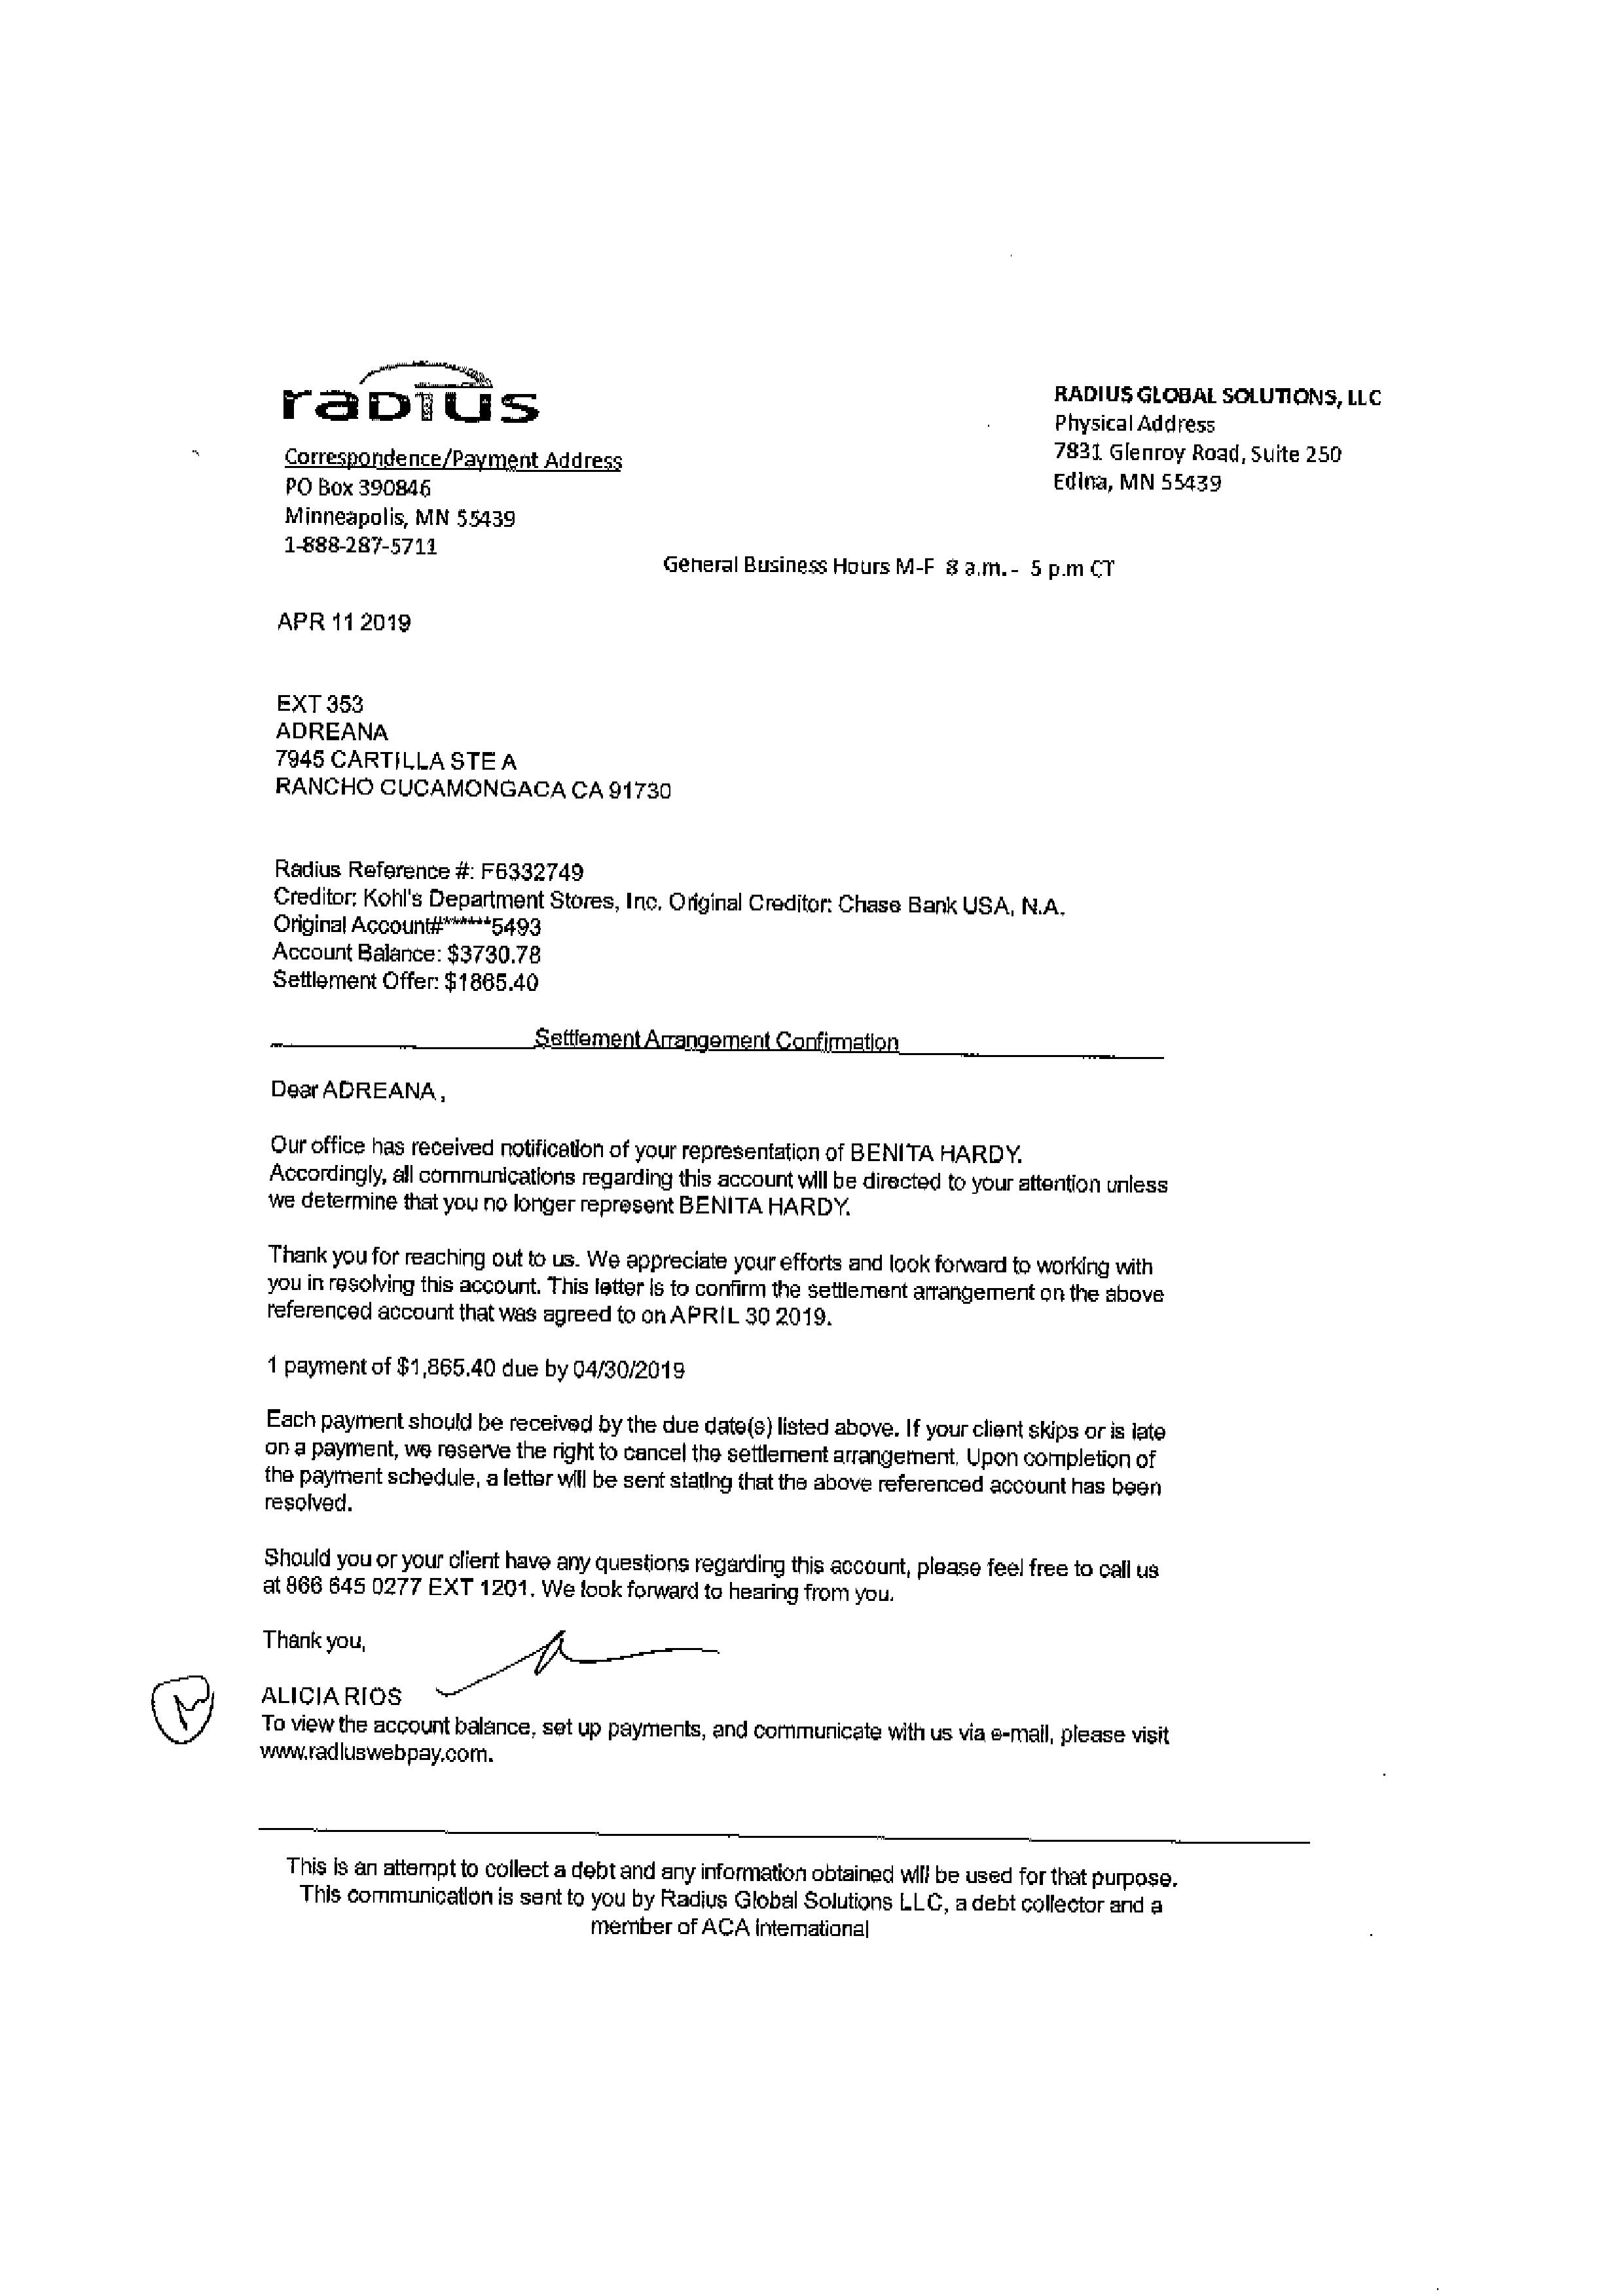 raDIUS
RADIUS GLOBAL SOLUTIONS, LLC
Physical Address
7831 Glenroy Road, Suite 250
Edina, MN 55439
Correspondence/Payment Address
PO Box 390846
Minneapolis, MN 55439
1-888-287-5711
General Business Hours M-F 8 a.m. - 5 p.m CT
APR 11 2019
EXT 353
ADREANA
7945 CARTILLA STE A
RANCHO CUCAMONGACA CA 91730
Radius Reference #: F6332749
Creditor: Kohl's Department Stores, Inc. Original Creditor: Chase Bank USA, N.A.
Original Account#******5493
Account Balance: $3730.78
Settlement Offer: $1865.40
Settlement Arrangement Confirmation
Dear ADREANA,
Our office has received notification of your representation of BENITA HARDY.
Accordingly, all communications regarding this account will be directed to your attention unless
we determine that you no longer represent BENITA HARDY.
Thank you for reaching out to us. We appreciate your efforts and look forward to working with
you in resolving this account. This letter is to confirm the settlement arrangement on the above
referenced account that was agreed to on APRIL 30 2019.
1 payment of $1,865.40 due by 04/30/2019
Each payment should be received by the due date(s) listed above. If your client skips or is late
on a payment, we reserve the right to cancel the settlement arrangement. Upon completion of
the payment schedule, a letter will be sent stating that the above referenced account has been
resolved.
Should you or your client have any questions regarding this account, please feel free to call us
at 866 645 0277 EXT 1201. We look forward to hearing from you.
Thank you,
ALICIA RIOS
To view the account balance, set up payments, and communicate with us via e-mail, please visit
www.radiuswebpay.com.
This is an attempt to collect a debt and any information obtained will be used for that purpose.
This communication is sent to you by Radius Global Solutions LLC, a debt collector and a
member of ACA International